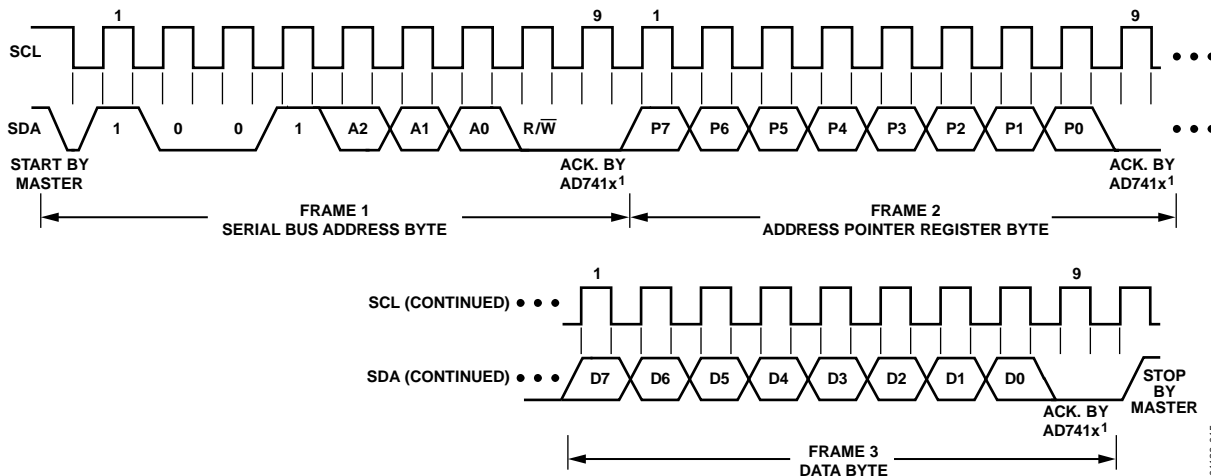 1 9 1 9
SCL
SDA 1 0 0 1 A2 A1 A0 R/W̅ P7 P6 P5 P4 P3 P2 P1 P0
START BY
MASTER
ACK. BY
AD741x¹
ACK. BY
AD741x¹
FRAME 1
SERIAL BUS ADDRESS BYTE
FRAME 2
ADDRESS POINTER REGISTER BYTE
1 9
SCL (CONTINUED)
SDA (CONTINUED) D7 D6 D5 D4 D3 D2 D1 D0
STOP
BY
MASTER
ACK. BY
AD741x¹
FRAME 3
DATA BYTE